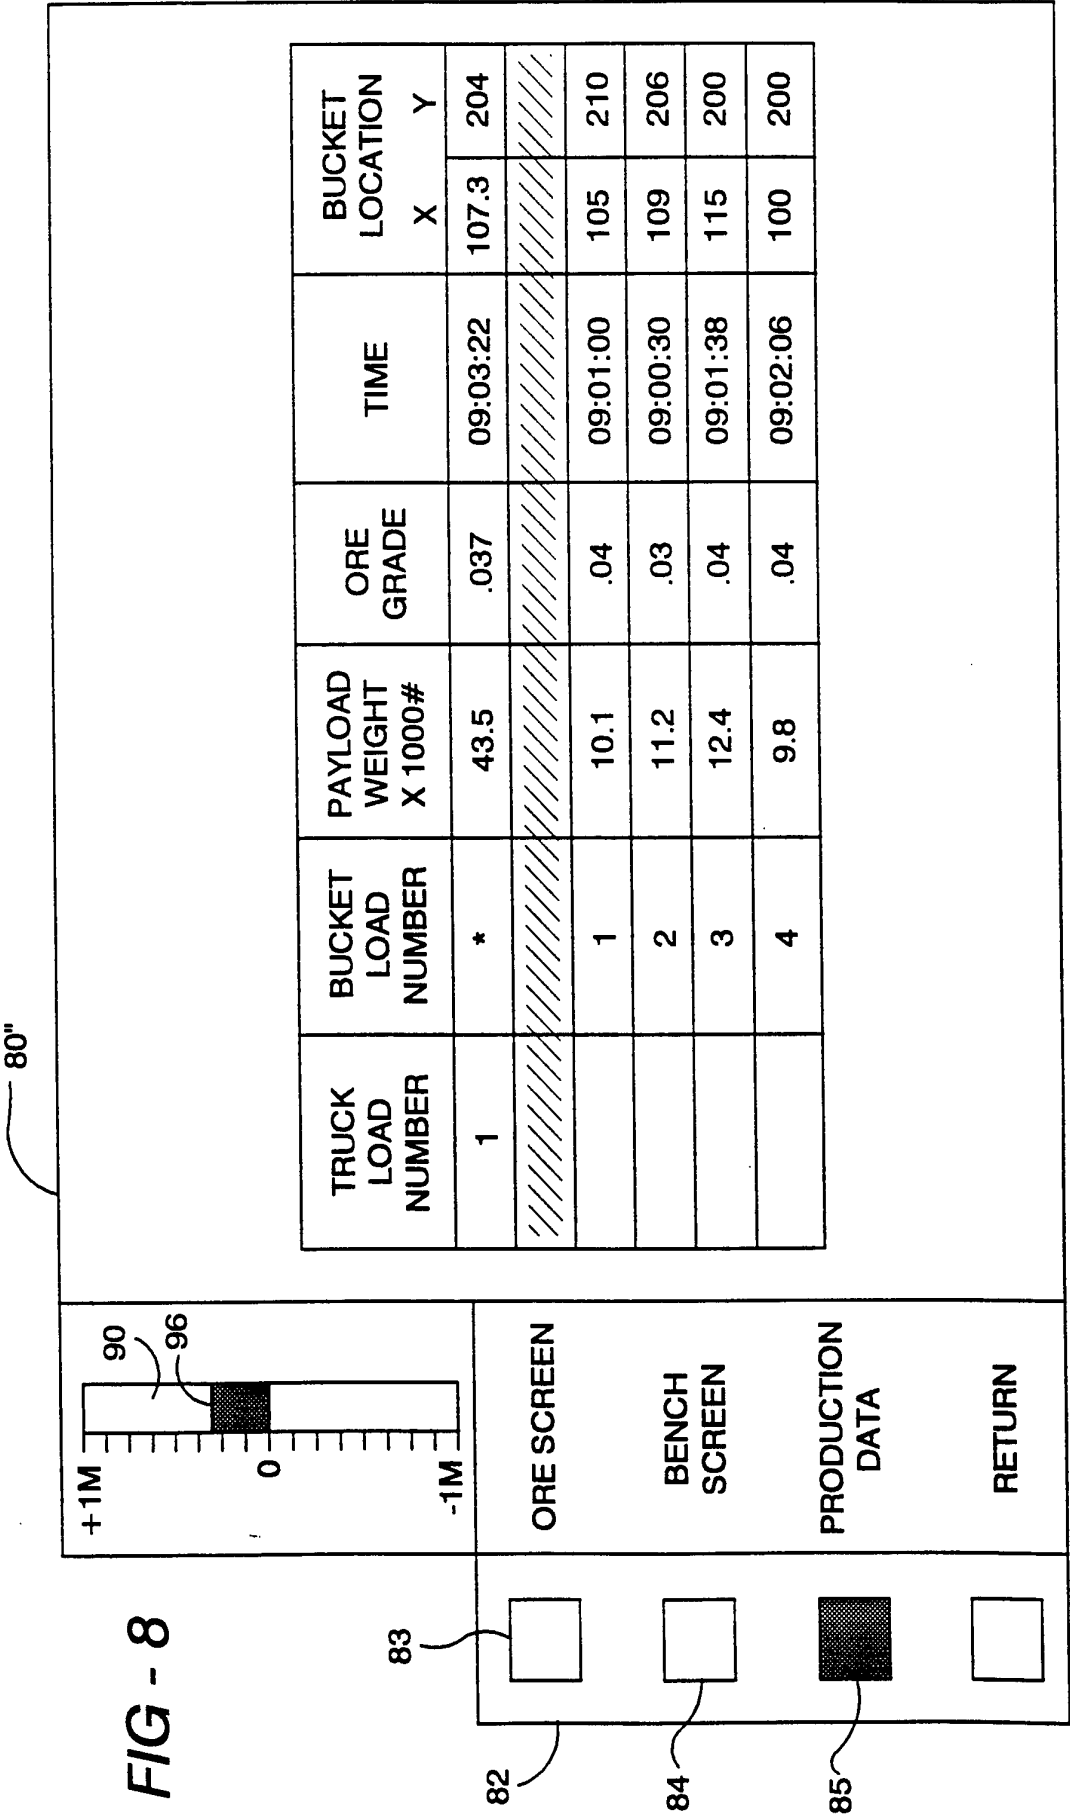 80"
FIG - 8
+1M
0
-1M
90
96
82
83
84
85
ORE SCREEN
BENCH
SCREEN
PRODUCTION
DATA
RETURN
TRUCK
LOAD
NUMBER
BUCKET
LOAD
NUMBER
PAYLOAD
WEIGHT
X 1000#
ORE
GRADE
TIME
BUCKET
LOCATION
X Y
1 * 43.5 .037 09:03:22 107.3 204
1 10.1 .04 09:01:00 105 210
2 11.2 .03 09:00:30 109 206
3 12.4 .04 09:01:38 115 200
4 9.8 .04 09:02:06 100 200